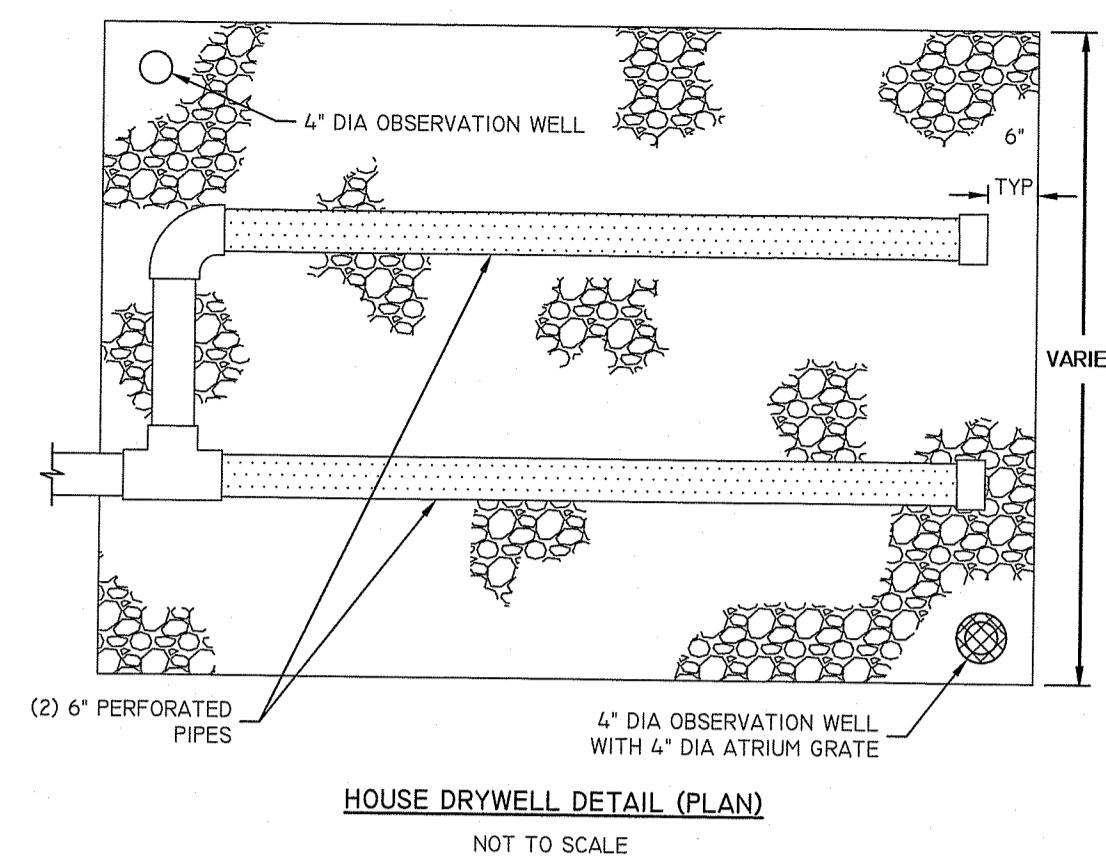 4" DIA OBSERVATION WELL
6"
TYP
VARIE
(2) 6" PERFORATED
PIPES
4" DIA OBSERVATION WELL
WITH 4" DIA ATRIUM GRATE
HOUSE DRYWELL DETAIL (PLAN)
NOT TO SCALE